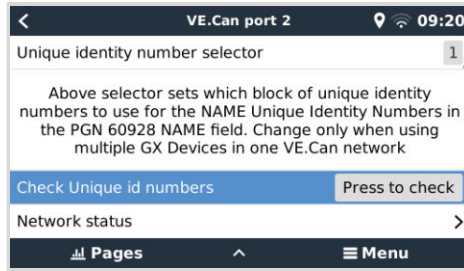 VE.Can port 2 09:20
Unique identity number selector 1
Above selector sets which block of unique identity
numbers to use for the NAME Unique Identity Numbers in
the PGN 60928 NAME field. Change only when using
multiple GX Devices in one VE.Can network
Check Unique id numbers Press to check
Network status
Pages Menu